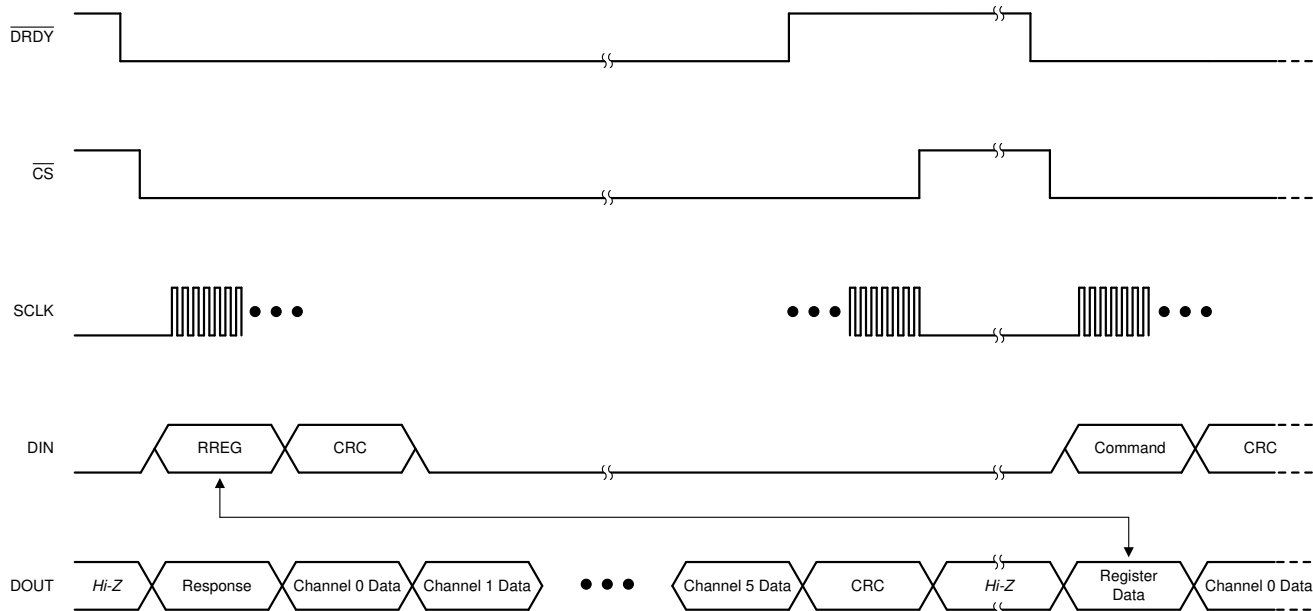 DRDY
CS
SCLK
DIN
RREG
CRC
Command
CRC
DOUT
Hi-Z
Response
Channel 0 Data
Channel 1 Data
Channel 5 Data
CRC
Hi-Z
Register
Data
Channel 0 Data